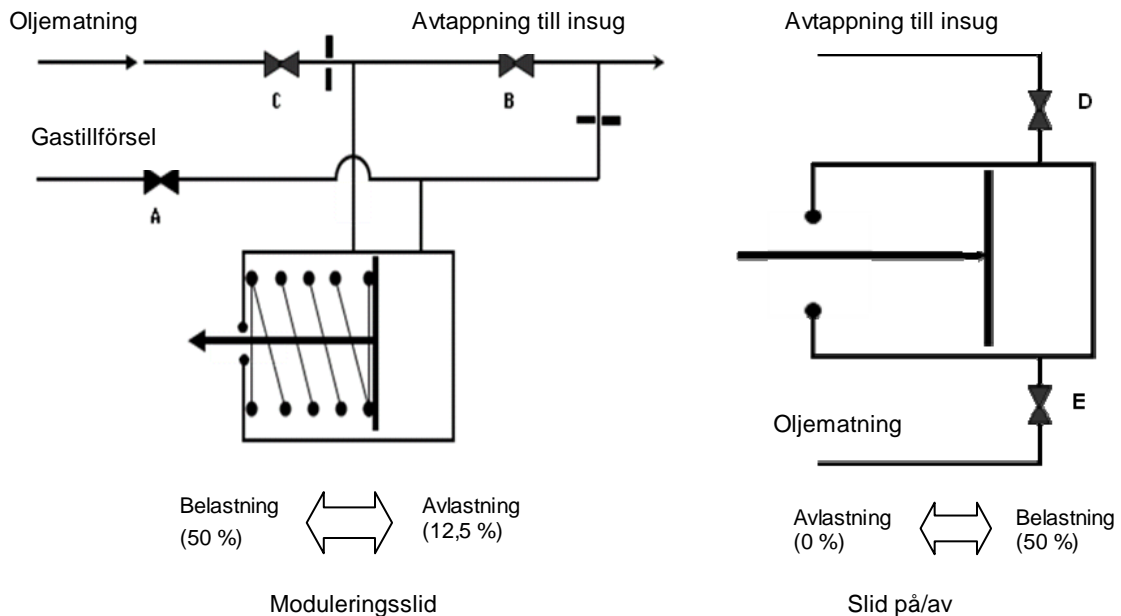 Oljematning
Avtappning till insug
C
B
Gastillförsel
A
Belastning
(50 %)
Avlastning
(12,5 %)
Moduleringsslid
Avtappning till insug
D
E
Oljematning
Avlastning
(0 %)
Belastning
(50 %)
Slid på/av